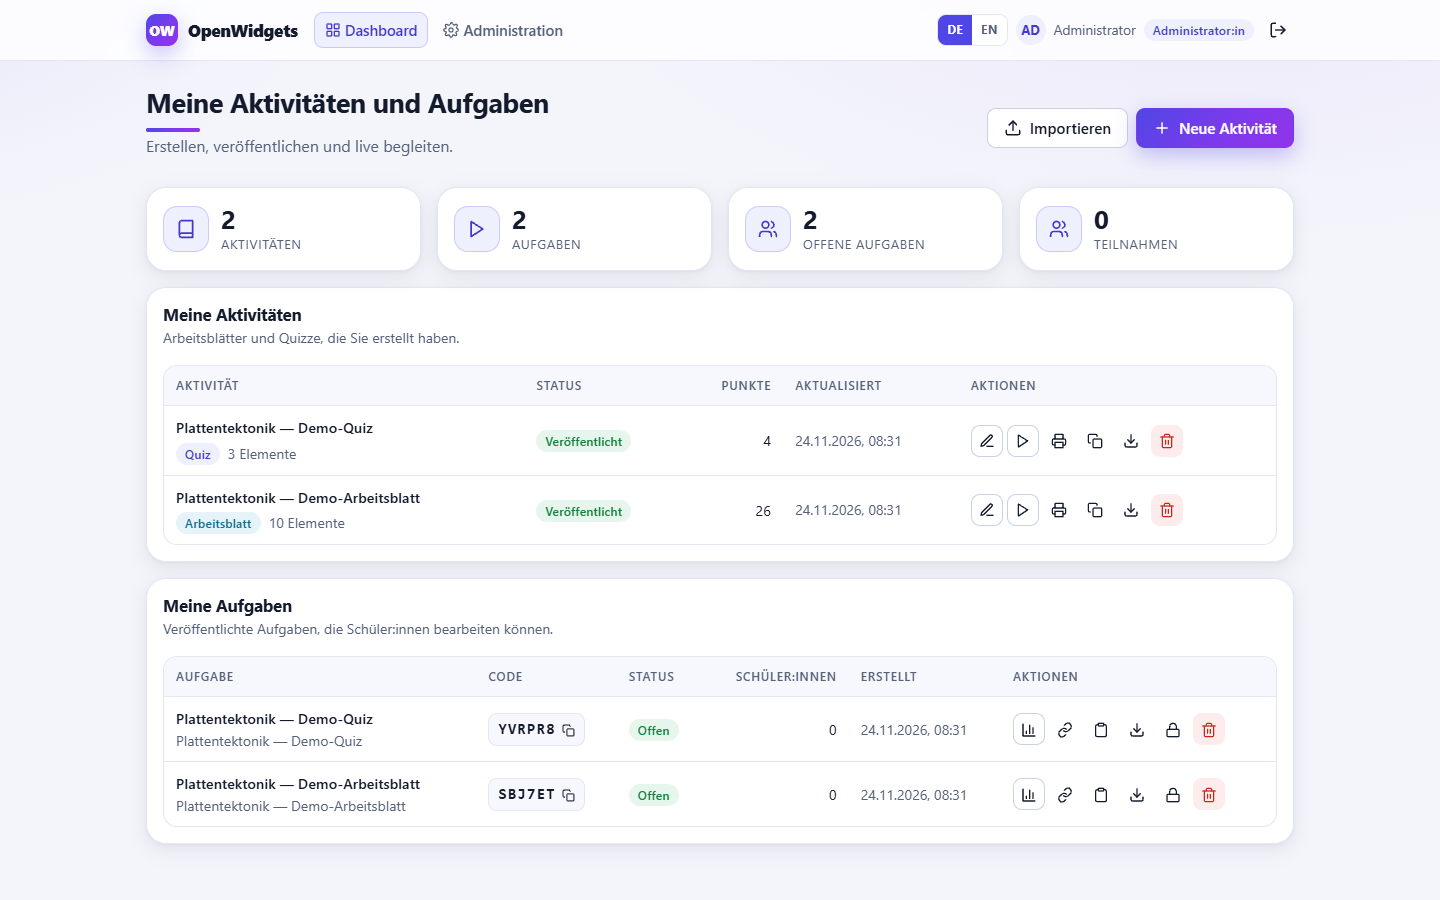 OW OpenWidgets Dashboard Administration DE EN AD Administrator Administrator:in
Meine Aktivitäten und Aufgaben
Erstellen, veröffentlichen und live begleiten.
Importieren Neue Aktivität
2 AKTIVITÄTEN
2 AUFGABEN
2 OFFENE AUFGABEN
0 TEILNAHMEN
Meine Aktivitäten
Arbeitsblätter und Quizze, die Sie erstellt haben.
AKTIVITÄT STATUS PUNKTE AKTUALISIERT AKTIONEN
Plattentektonik — Demo-Quiz
Quiz 3 Elemente
Veröffentlicht 4 24.11.2026, 08:31
Plattentektonik — Demo-Arbeitsblatt
Arbeitsblatt 10 Elemente
Veröffentlicht 26 24.11.2026, 08:31
Meine Aufgaben
Veröffentlichte Aufgaben, die Schüler:innen bearbeiten können.
AUFGABE CODE STATUS SCHÜLER:INNEN ERSTELLT AKTIONEN
Plattentektonik — Demo-Quiz
Plattentektonik — Demo-Quiz
YVRPR8 Offen 0 24.11.2026, 08:31
Plattentektonik — Demo-Arbeitsblatt
Plattentektonik — Demo-Arbeitsblatt
SBJ7ET Offen 0 24.11.2026, 08:31